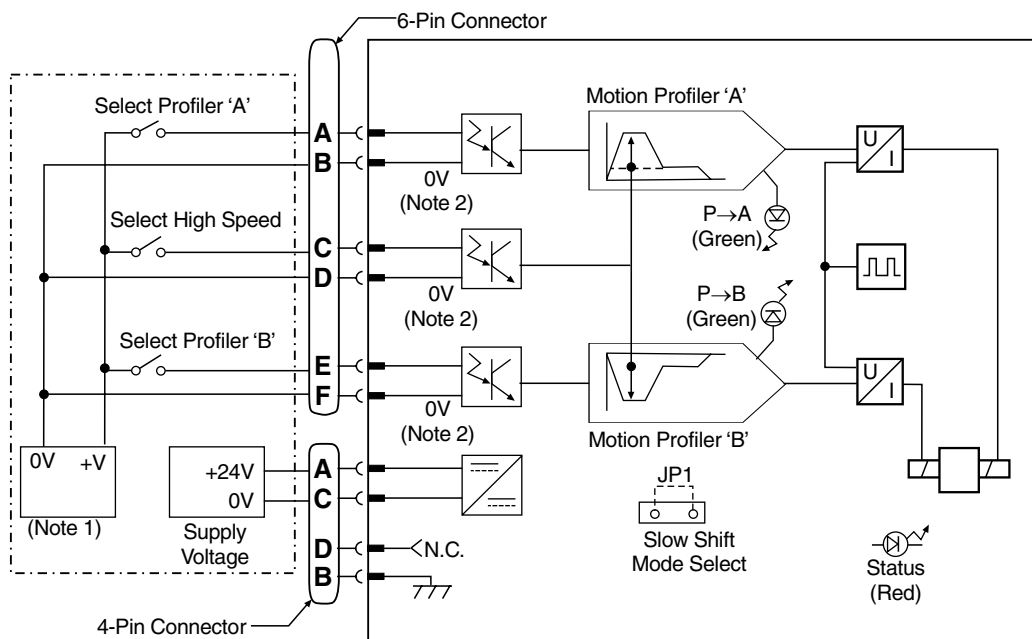 6-Pin Connector
Select Profiler ‘A’
A
B
0V
(Note 2)
Motion Profiler ‘A’
U
I
P→A
(Green)
Select High Speed
C
D
0V
(Note 2)
P→B
(Green)
Select Profiler ‘B’
E
F
0V
(Note 2)
Motion Profiler ‘B’
U
I
0V +V
(Note 1)
+24V
0V
Supply
Voltage
A
C
D
B
N.C.
JP1
Slow Shift
Mode Select
Status
(Red)
4-Pin Connector